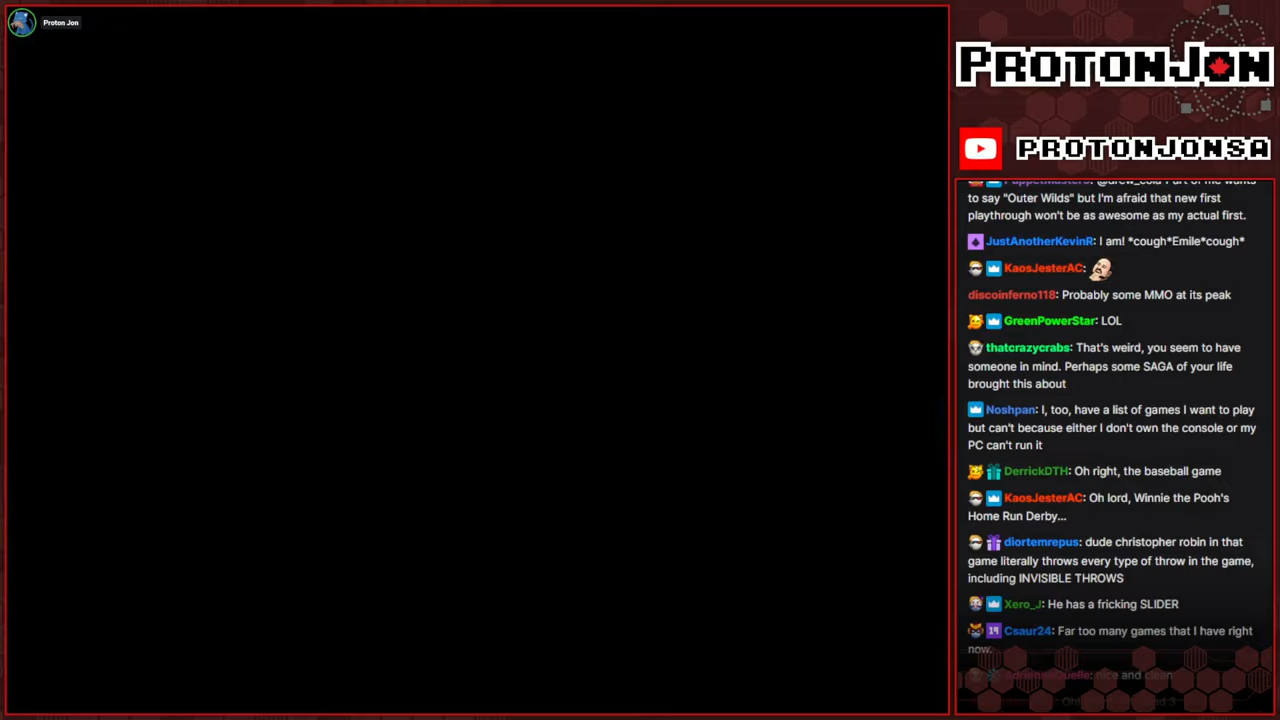 Proton Jon
PROTONJON
PROTONJONSA
to say "Outer Wilds" but I'm afraid that new first
playthrough won't be as awesome as my actual first.
JustAnotherKevinR: I am! *cough*Emile*cough*
KaosJesterAC:
discoinferno118: Probably some MMO at its peak
GreenPowerStar: LOL
thatcrazycrabs: That's weird, you seem to have
someone in mind. Perhaps some SAGA of your life
brought this about
Noshpan: I, too, have a list of games I want to play
but can't because either I don't own the console or my
PC can't run it
DerrickDTH: Oh right, the baseball game
KaosJesterAC: Oh lord, Winnie the Pooh's
Home Run Derby...
diortemrepus: dude christopher robin in that
game literally throws every type of throw in the game,
including INVISIBLE THROWS
Xero_J: He has a fricking SLIDER
Csaur24: Far too many games that I have right
now.
nice and clean